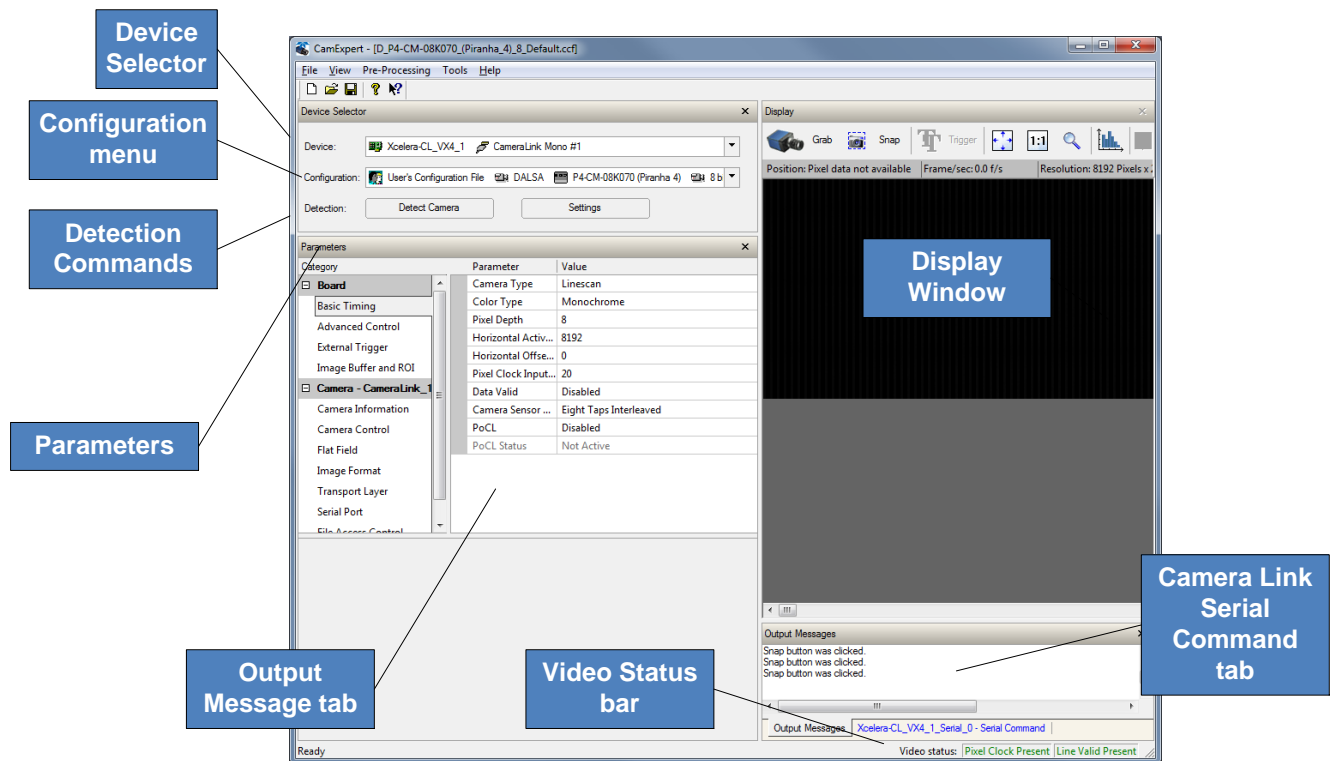 Device
Selector
Configuration
menu
Detection
Commands
Parameters
Output
Message tab
Video Status
bar
Camera Link
Serial
Command
tab
Display
Window
CamExpert - [D_P4-CM-08K070_(Piranha_4)_8_Default.ccf]
File View Pre-Processing Tools Help
Device Selector
Device: Xcelera-CL_VX4_1 CameraLink Mono #1
Configuration: User's Configuration File DALSA P4-CM-08K070 (Piranha 4) 8 b
Detection: Detect Camera Settings
Parameters
Category Parameter Value
Board
Basic Timing
Advanced Control
External Trigger
Image Buffer and ROI
Camera - CameraLink_1
Camera Information
Camera Control
Flat Field
Image Format
Transport Layer
Serial Port
File Access Control
Camera Type Linescan
Color Type Monochrome
Pixel Depth 8
Horizontal Activ... 8192
Horizontal Offse... 0
Pixel Clock Input... 20
Data Valid Disabled
Camera Sensor ... Eight Taps Interleaved
PoCL Disabled
PoCL Status Not Active
Display
Grab Snap Trigger 1:1
Position: Pixel data not available Frame/sec: 0.0 f/s Resolution: 8192 Pixels x
Output Messages
Snap button was clicked.
Snap button was clicked.
Snap button was clicked.
Output Messages Xcelera-CL_VX4_1_Serial_0 - Serial Command
Ready Video status: Pixel Clock Present Line Valid Present